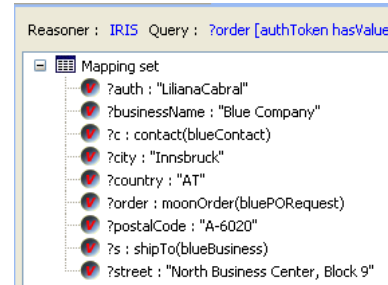 Reasoner : IRIS Query : ?order [authToken hasValue
Mapping set
?auth : "LilianaCabral"
?businessName : "Blue Company"
?c : contact(blueContact)
?city : "Innsbruck"
?country : "AT"
?order : moonOrder(bluePORequest)
?postalCode : "A-6020"
?s : shipTo(blueBusiness)
?street : "North Business Center, Block 9"